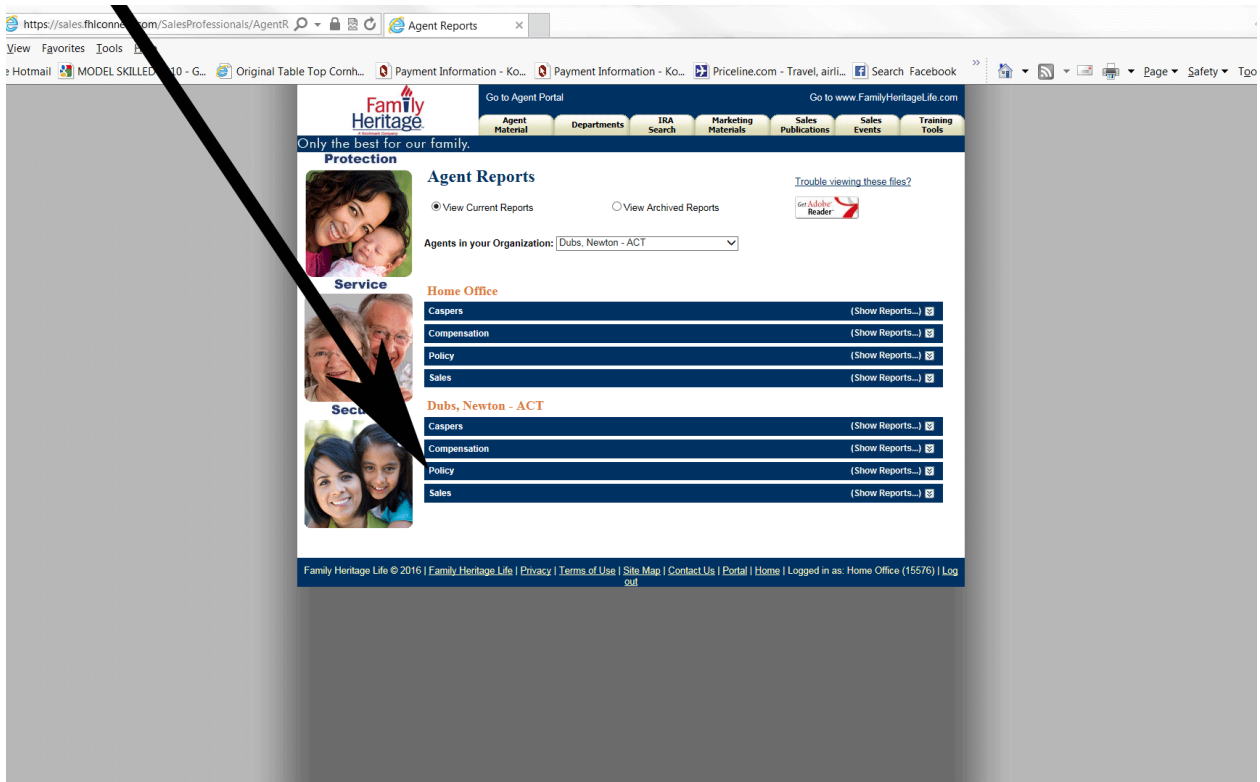 https://sales.fhlconne om/SalesProfessionals/AgentR
Agent Reports
View Favorites Tools
Hotmail MODEL SKILLED 10 - G... Original Table Top Cornh... Payment Information - Ko... Payment Information - Ko... Priceline.com - Travel, airli... Search Facebook » Page Safety Too
Family
Heritage
Go to Agent Portal
Go to www.FamilyHeritageLife.com
Agent Material Departments IRA Search Marketing Materials Sales Publications Sales Events Training Tools
Only the best for our family.
Protection
Agent Reports
Trouble viewing these files?
View Current Reports View Archived Reports
Get Adobe Reader
Agents in your Organization: Dubs, Newton - ACT
Service
Home Office
Caspers (Show Reports...)
Compensation (Show Reports...)
Policy (Show Reports...)
Sales (Show Reports...)
Secu
Dubs, Newton - ACT
Caspers (Show Reports...)
Compensation (Show Reports...)
Policy (Show Reports...)
Sales (Show Reports...)
Family Heritage Life © 2016 | Family Heritage Life | Privacy | Terms of Use | Site Map | Contact Us | Portal | Home | Logged in as: Home Office (15576) | Log
out